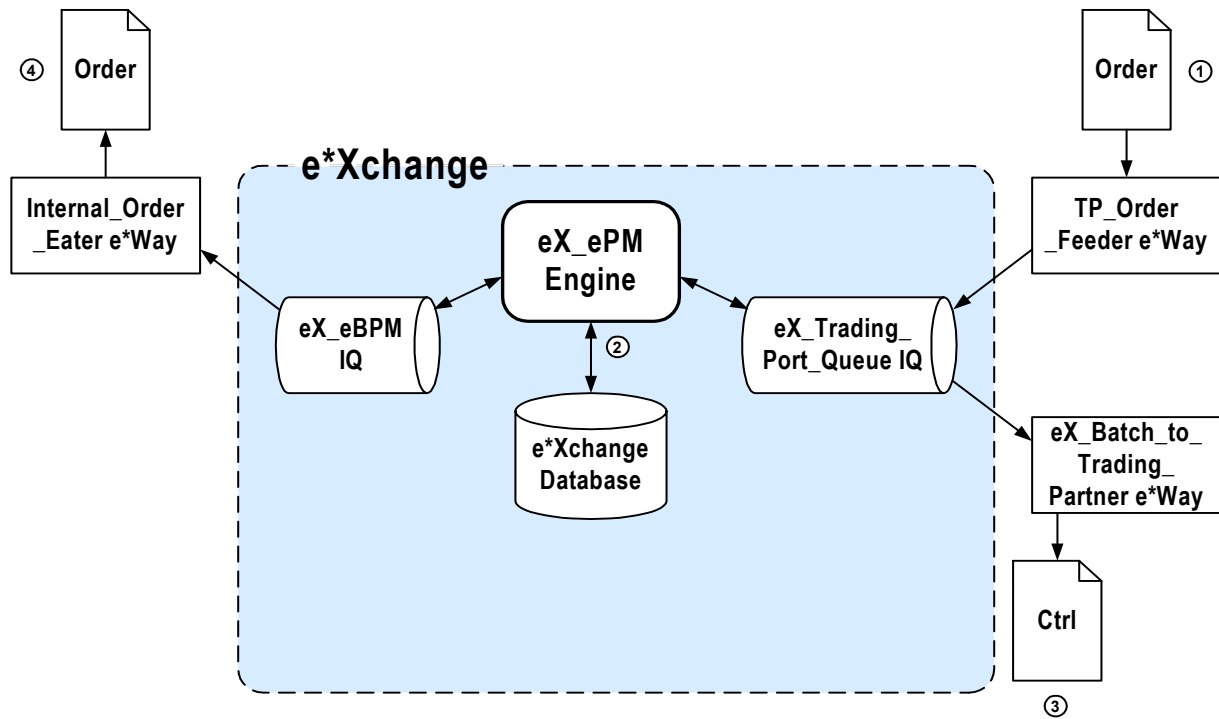 Order
④
Order
①
e*Xchange
Internal_Order
_Eater e*Way
TP_Order
_Feeder e*Way
eX_ePM
Engine
eX_eBPM
IQ
②
eX_Trading_
Port_Queue IQ
e*Xchange
Database
eX_Batch_to_
Trading_
Partner e*Way
Ctrl
③